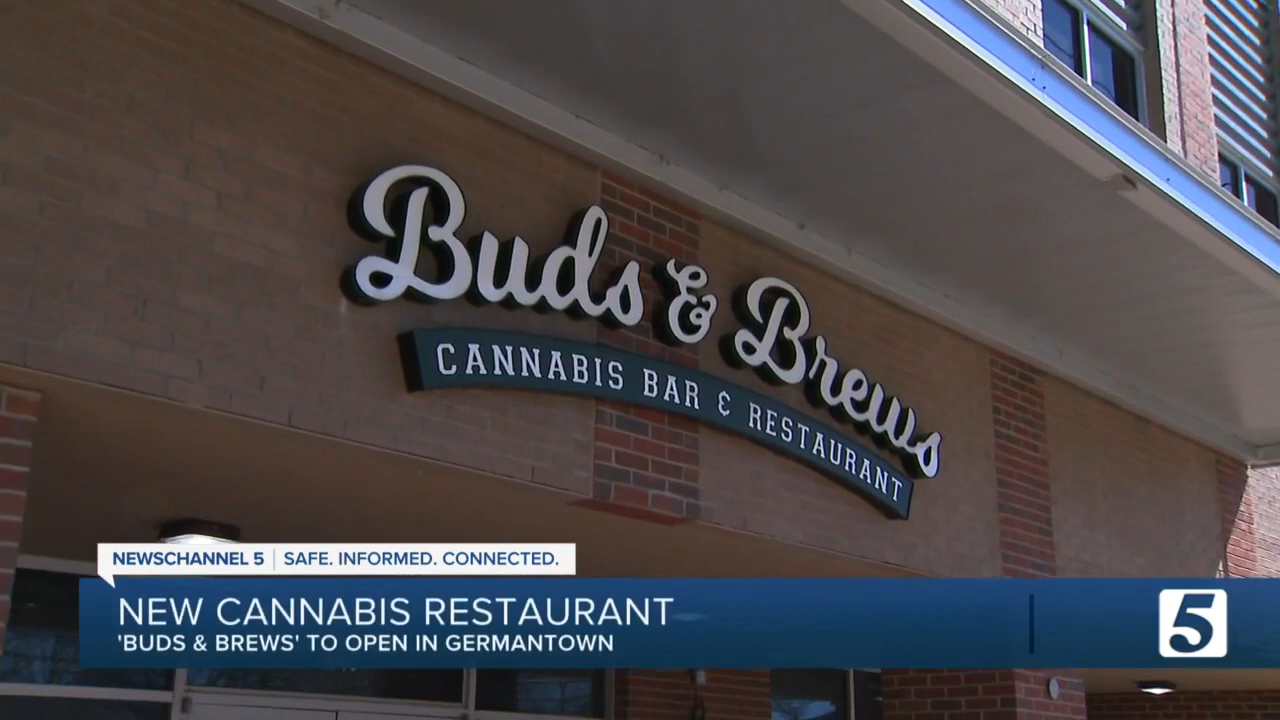 Buds & Brews
CANNABIS BAR & RESTAURANT
NEWSCHANNEL 5 | SAFE. INFORMED. CONNECTED.
NEW CANNABIS RESTAURANT
'BUDS & BREWS' TO OPEN IN GERMANTOWN
5